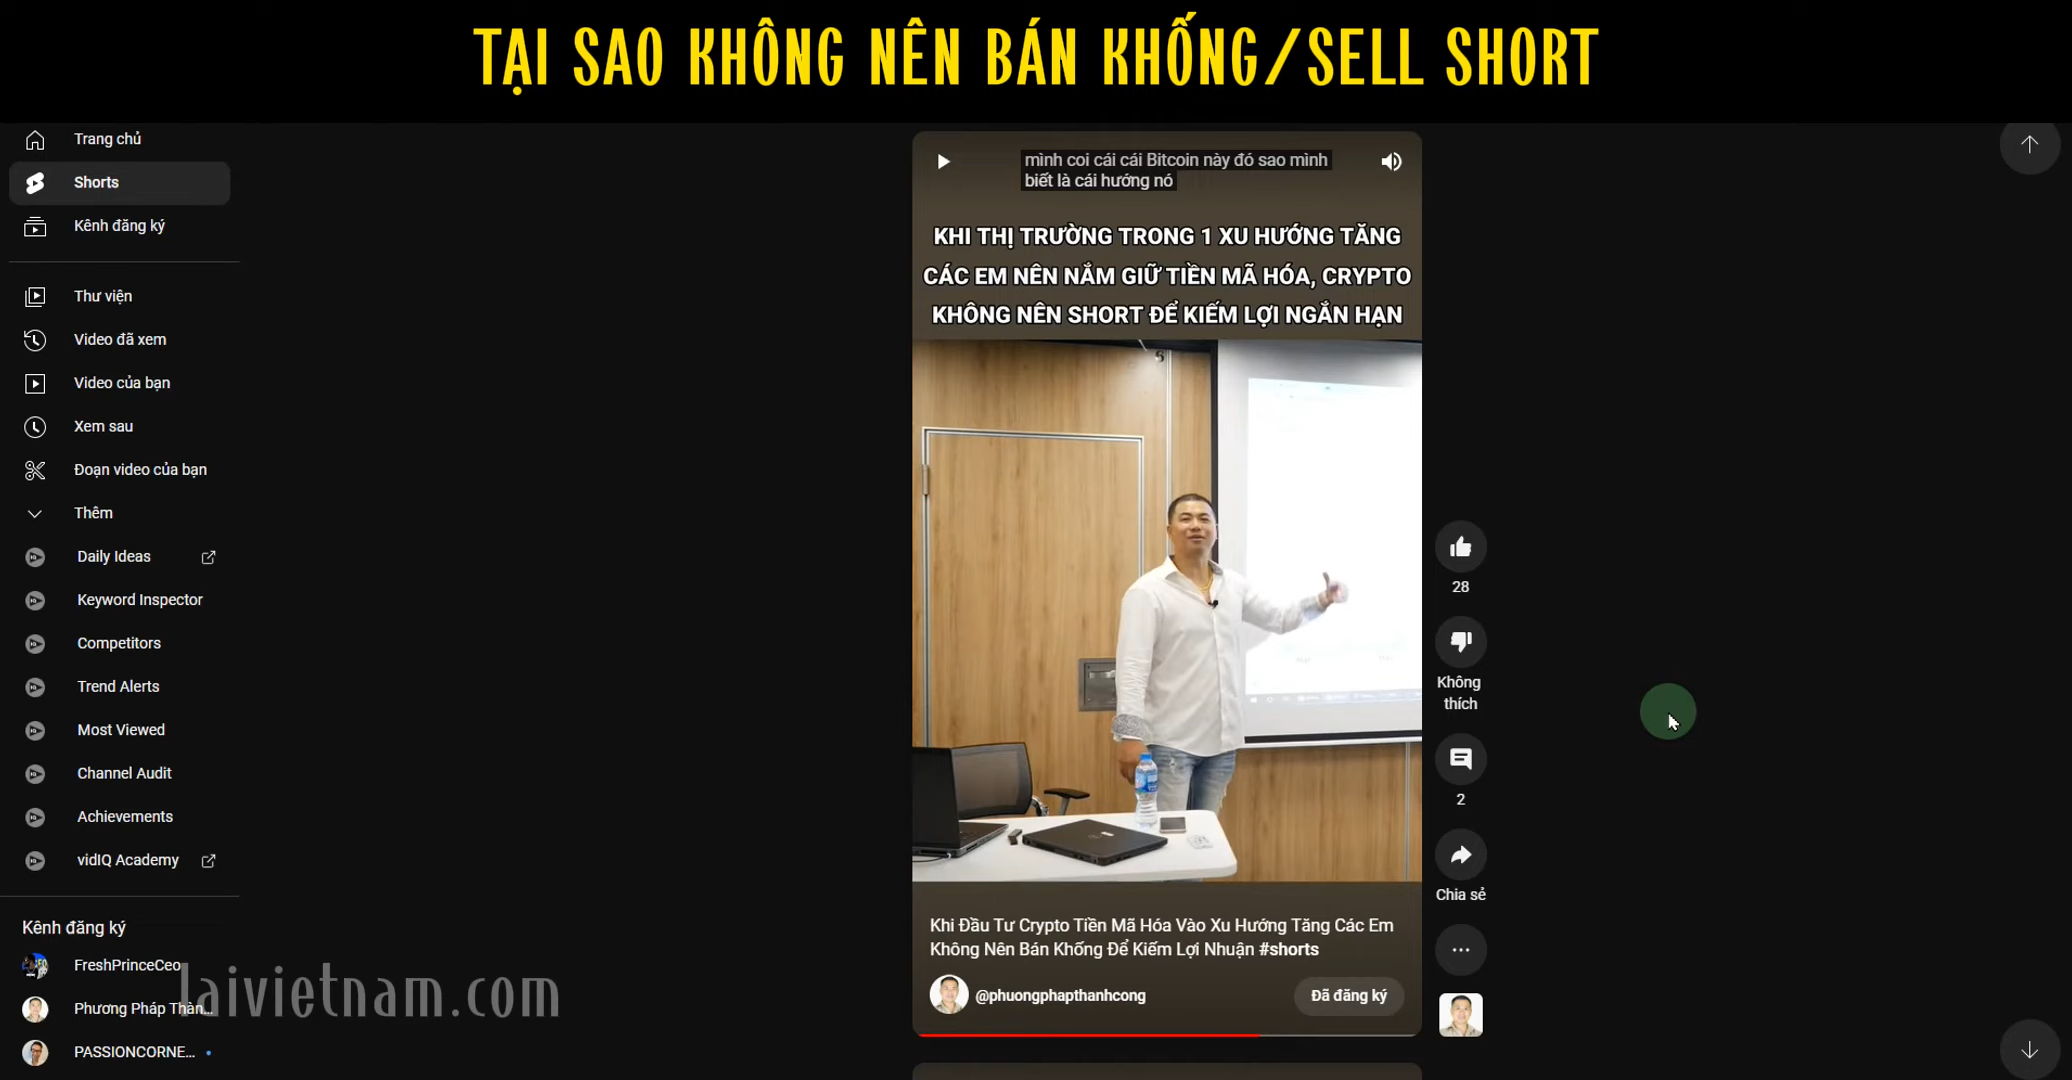 TẠI SAO KHÔNG NÊN BÁN KHỐNG/SELL SHORT
Trang chủ
Shorts
Kênh đăng ký
Thư viện
Video đã xem
Video của bạn
Xem sau
Đoạn video của bạn
Thêm
Daily Ideas
Keyword Inspector
Competitors
Trend Alerts
Most Viewed
Channel Audit
Achievements
vidIQ Academy
Kênh đăng ký
FreshPrinceCeo
Phương Pháp Thàn...
PASSIONCORNE...
laivietnam.com
mình coi cái cái Bitcoin này đó sao mình
biết là cái hướng nó
KHI THỊ TRƯỜNG TRONG 1 XU HƯỚNG TĂNG
CÁC EM NÊN NẮM GIỮ TIỀN MÃ HÓA, CRYPTO
KHÔNG NÊN SHORT ĐỂ KIẾM LỢI NGẮN HẠN
Khi Đầu Tư Crypto Tiền Mã Hóa Vào Xu Hướng Tăng Các Em
Không Nên Bán Khống Để Kiếm Lợi Nhuận #shorts
@phuongphapthanhcong
Đã đăng ký
28
Không
thích
2
Chia sẻ